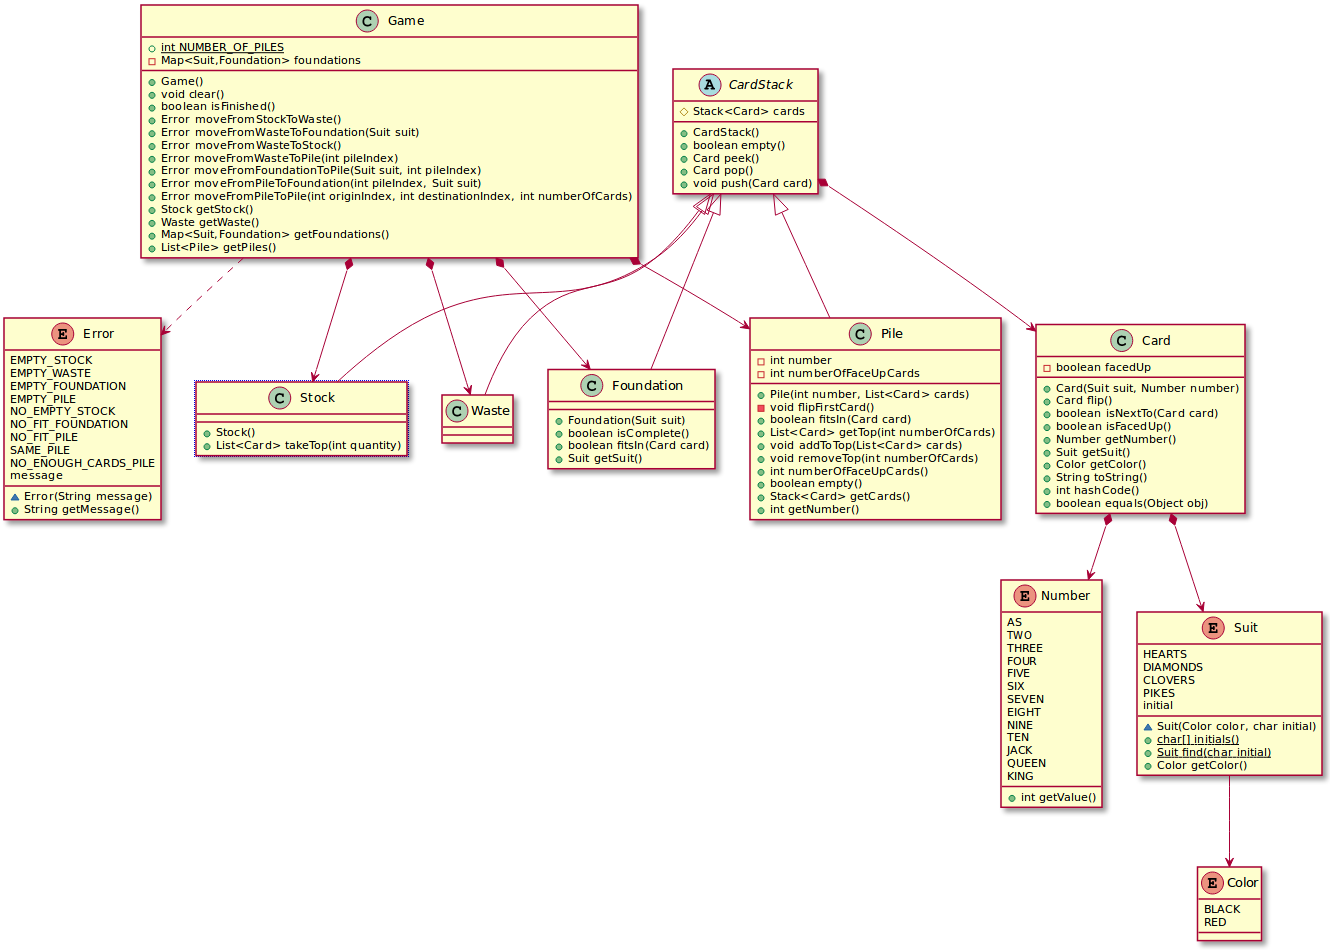 C Game
int NUMBER_OF_PILES
Map<Suit,Foundation> foundations
Game()
void clear()
boolean isFinished()
Error moveFromStockToWaste()
Error moveFromWasteToFoundation(Suit suit)
Error moveFromWasteToStock()
Error moveFromWasteToPile(int pileIndex)
Error moveFromFoundationToPile(Suit suit, int pileIndex)
Error moveFromPileToFoundation(int pileIndex, Suit suit)
Error moveFromPileToPile(int originIndex, int destinationIndex, int numberOfCards)
Stock getStock()
Waste getWaste()
Map<Suit,Foundation> getFoundations()
List<Pile> getPiles()
A CardStack
Stack<Card> cards
CardStack()
boolean empty()
Card peek()
Card pop()
void push(Card card)
E Error
EMPTY_STOCK
EMPTY_WASTE
EMPTY_FOUNDATION
EMPTY_PILE
NO_EMPTY_STOCK
NO_FIT_FOUNDATION
NO_FIT_PILE
SAME_PILE
NO_ENOUGH_CARDS_PILE
message
Error(String message)
String getMessage()
C Stock
Stock()
List<Card> takeTop(int quantity)
C Waste
C Foundation
Foundation(Suit suit)
boolean isComplete()
boolean fitsIn(Card card)
Suit getSuit()
C Pile
int number
int numberOfFaceUpCards
Pile(int number, List<Card> cards)
void flipFirstCard()
boolean fitsIn(Card card)
List<Card> getTop(int numberOfCards)
void addToTop(List<Card> cards)
void removeTop(int numberOfCards)
int numberOfFaceUpCards()
boolean empty()
Stack<Card> getCards()
int getNumber()
C Card
boolean facedUp
Card(Suit suit, Number number)
Card flip()
boolean isNextTo(Card card)
boolean isFacedUp()
Number getNumber()
Suit getSuit()
Color getColor()
String toString()
int hashCode()
boolean equals(Object obj)
E Number
AS
TWO
THREE
FOUR
FIVE
SIX
SEVEN
EIGHT
NINE
TEN
JACK
QUEEN
KING
int getValue()
E Suit
HEARTS
DIAMONDS
CLOVERS
PIKES
initial
Suit(Color color, char initial)
char[] initials()
Suit find(char initial)
Color getColor()
E Color
BLACK
RED